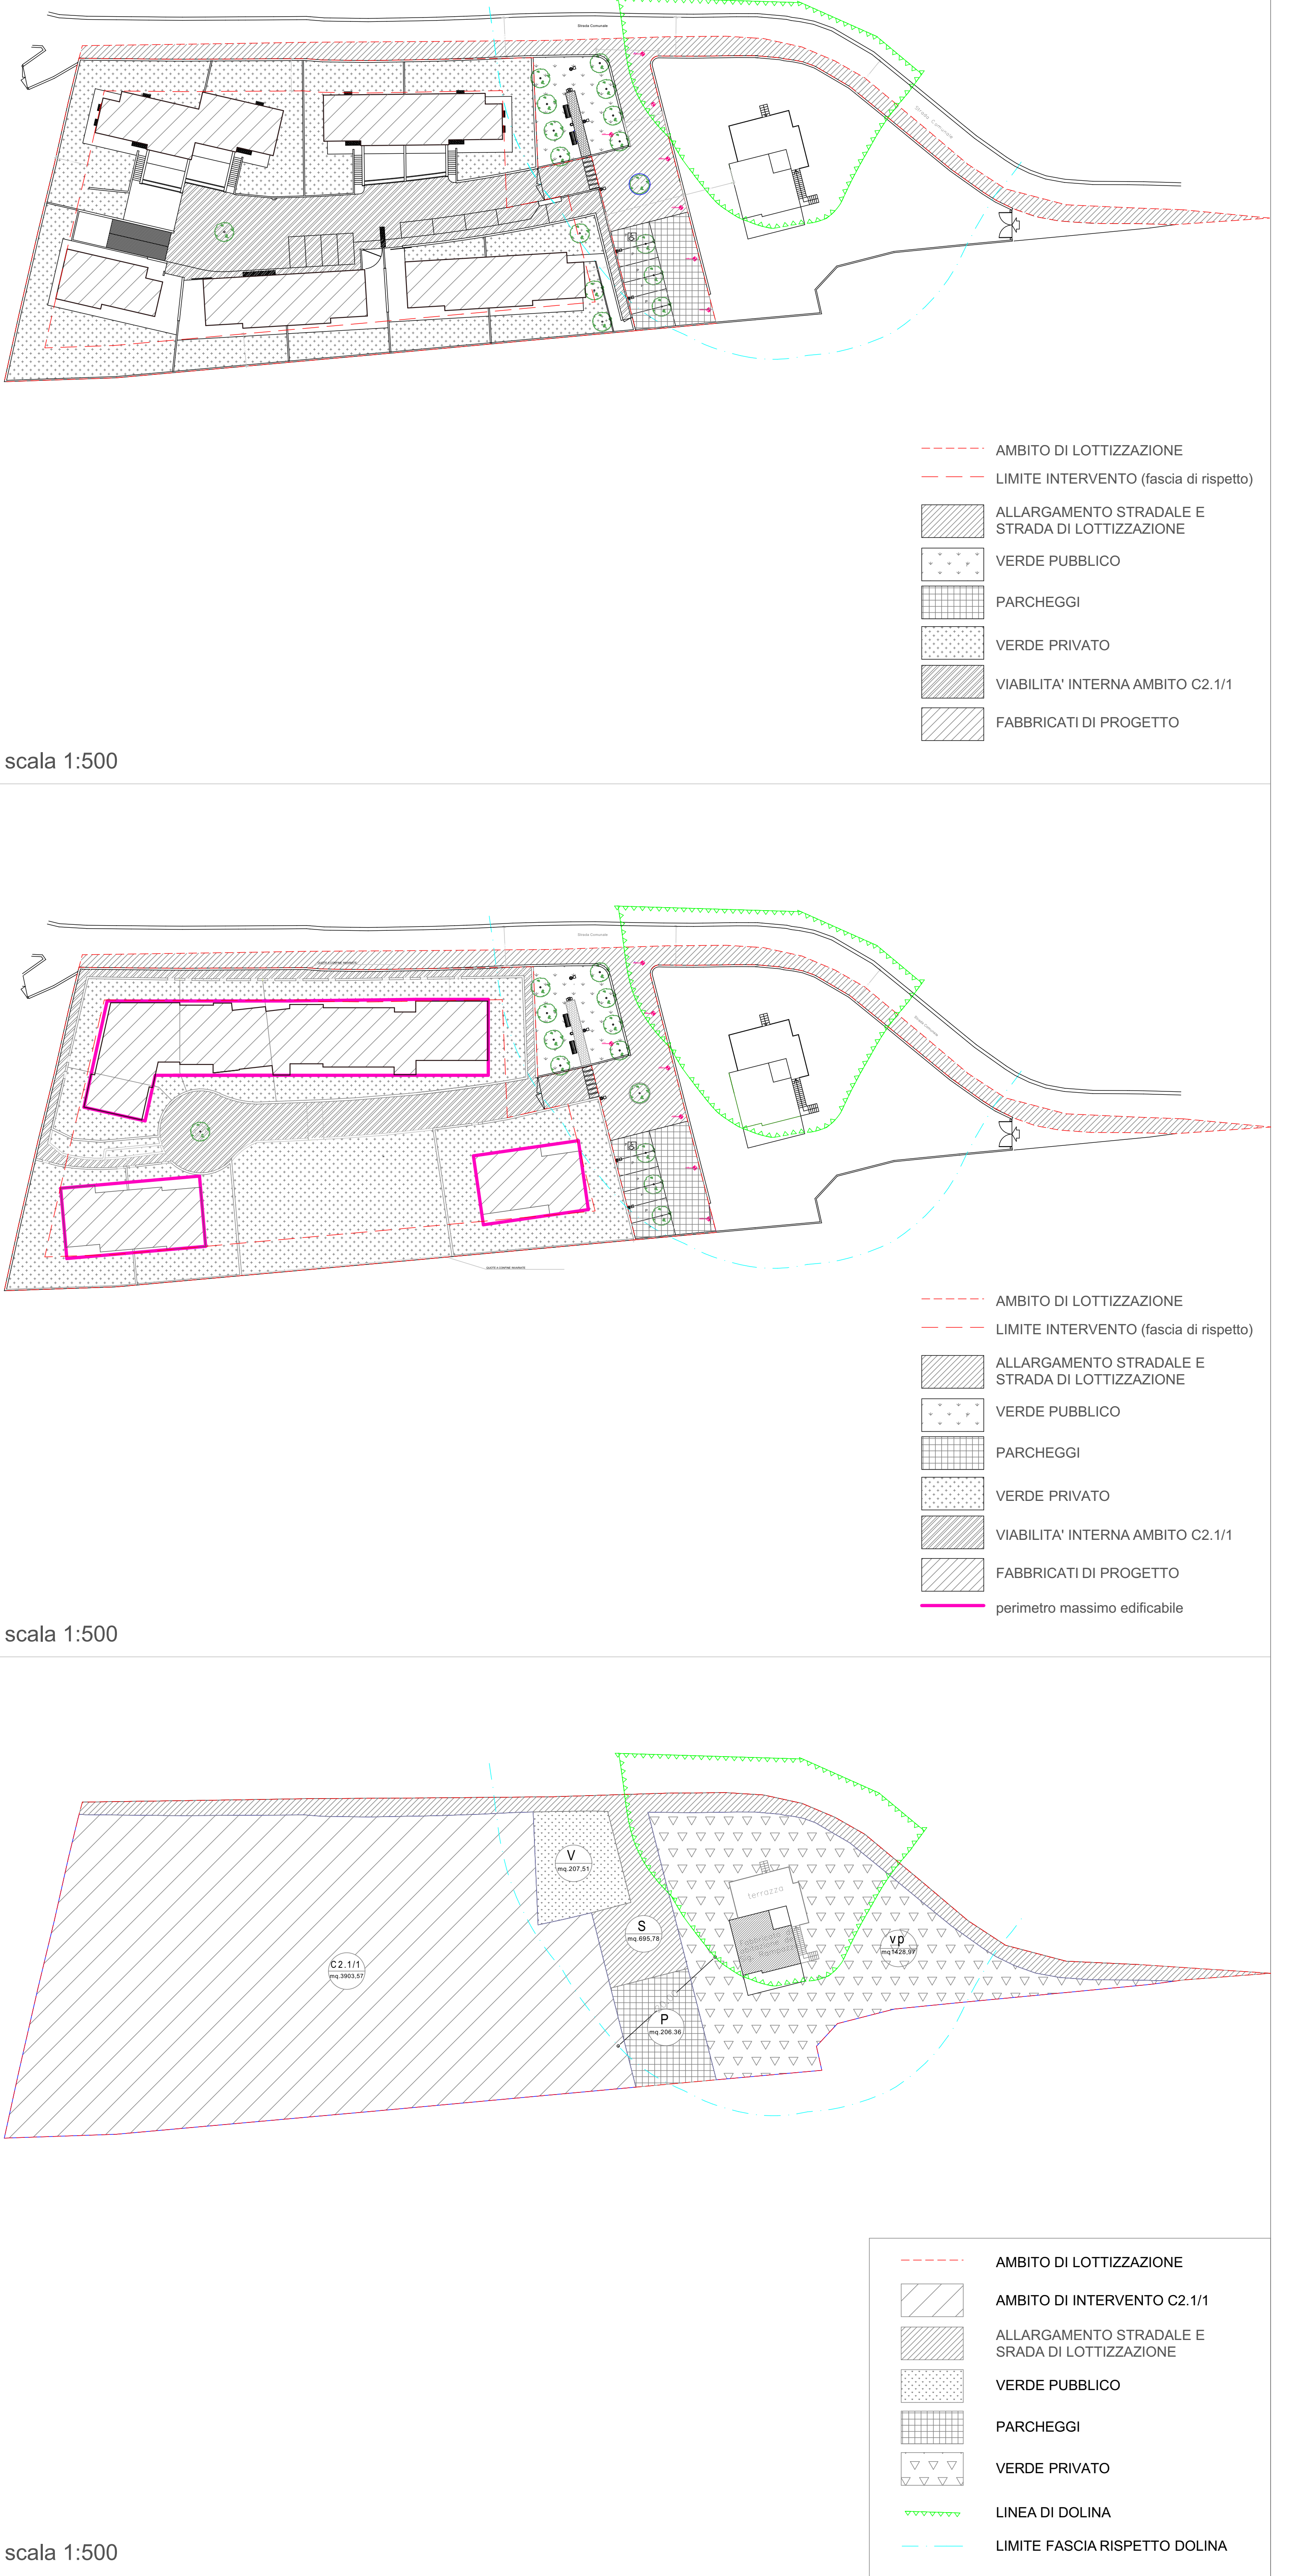 Strada Comunale
Strada Comunale
AMBITO DI LOTTIZZAZIONE
LIMITE INTERVENTO (fascia di rispetto)
ALLARGAMENTO STRADALE E
STRADA DI LOTTIZZAZIONE
VERDE PUBBLICO
PARCHEGGI
VERDE PRIVATO
VIABILITA' INTERNA AMBITO C2.1/1
FABBRICATI DI PROGETTO
scala 1:500
Strada Comunale
Strada Comunale
AMBITO DI LOTTIZZAZIONE
LIMITE INTERVENTO (fascia di rispetto)
ALLARGAMENTO STRADALE E
STRADA DI LOTTIZZAZIONE
VERDE PUBBLICO
PARCHEGGI
VERDE PRIVATO
VIABILITA' INTERNA AMBITO C2.1/1
FABBRICATI DI PROGETTO
perimetro massimo edificabile
scala 1:500
V
mq.207,51
terrazza
S
mq.695,78
vp
mq.1428,97
C2.1/1
mq.3903,57
P
mq.206.36
AMBITO DI LOTTIZZAZIONE
AMBITO DI INTERVENTO C2.1/1
ALLARGAMENTO STRADALE E
SRADA DI LOTTIZZAZIONE
VERDE PUBBLICO
PARCHEGGI
VERDE PRIVATO
LINEA DI DOLINA
LIMITE FASCIA RISPETTO DOLINA
scala 1:500